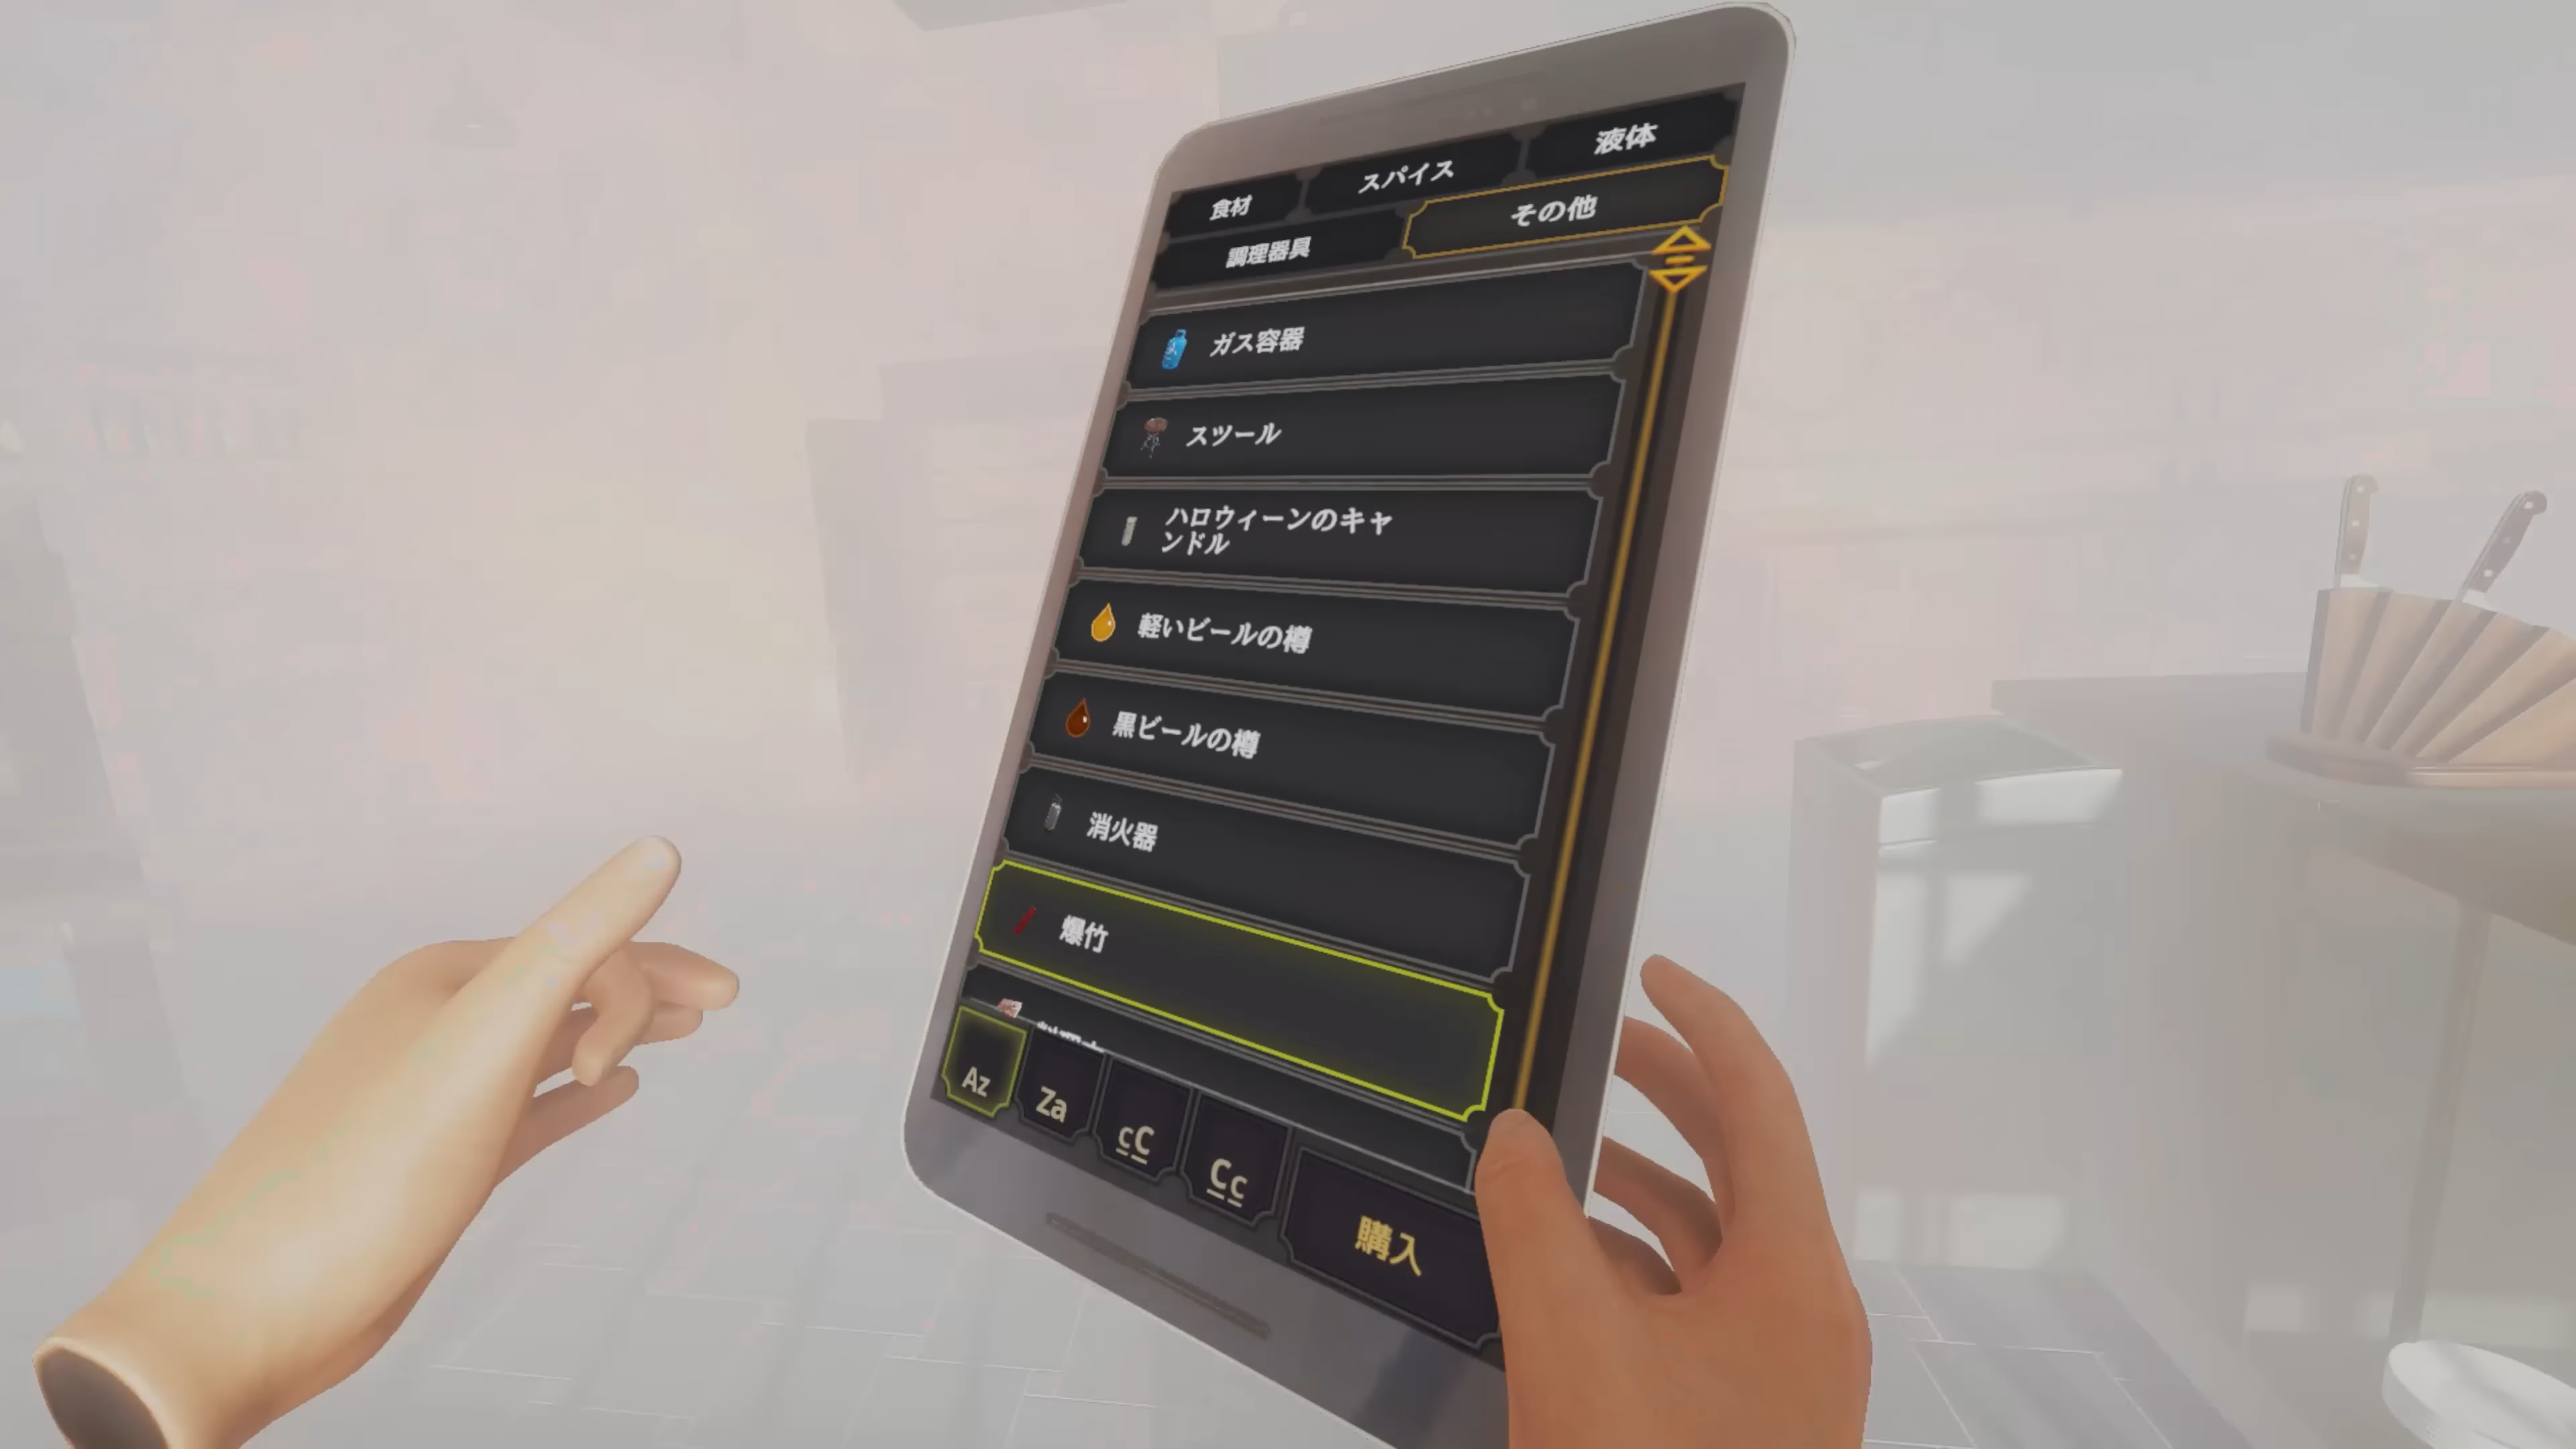 食材
スパイス
液体
調理器具
その他
ガス容器
スツール
ハロウィーンのキャ
ンドル
軽いビールの樽
黒ビールの樽
消火器
爆竹
Az
Za
cC
Cc
購入